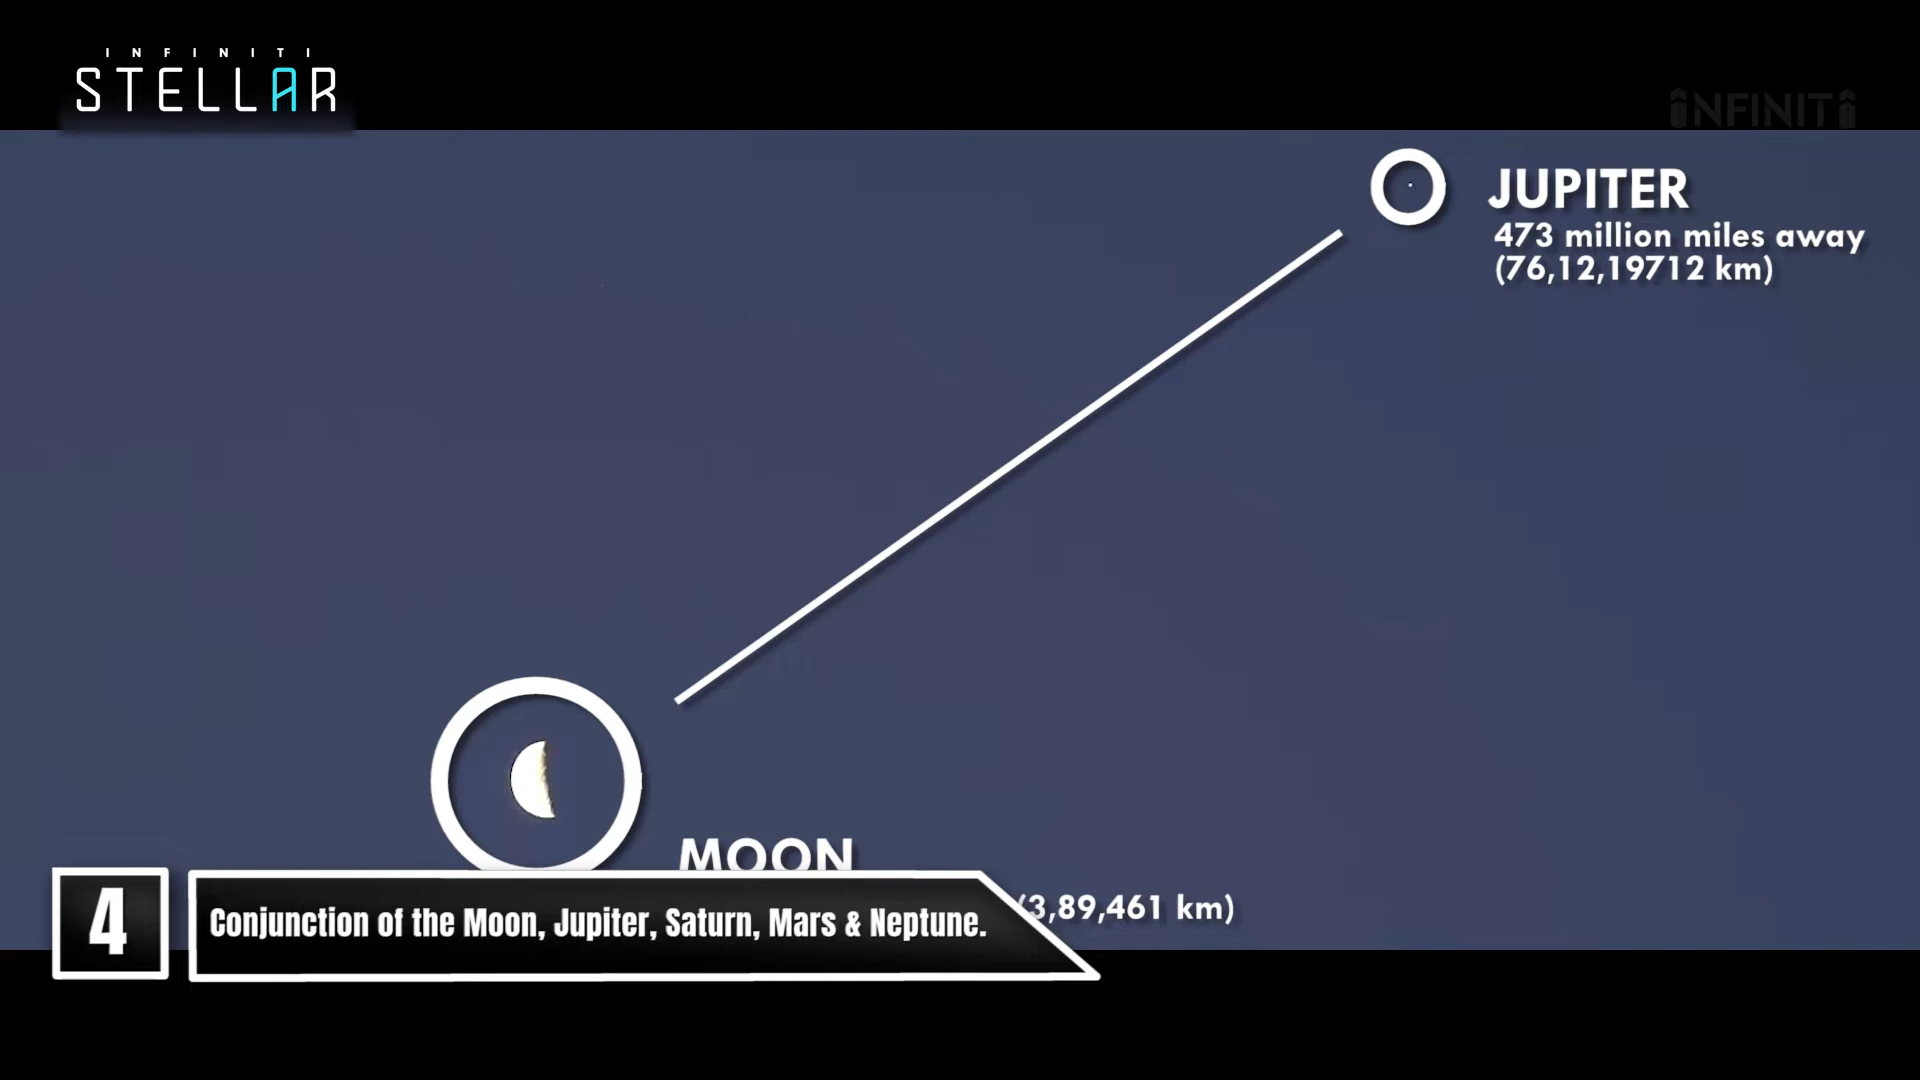 INFINITI
STELLAR
INFINITI
JUPITER
473 million miles away
(76,12,19712 km)
MOON
(3,89,461 km)
4
Conjunction of the Moon, Jupiter, Saturn, Mars & Neptune.